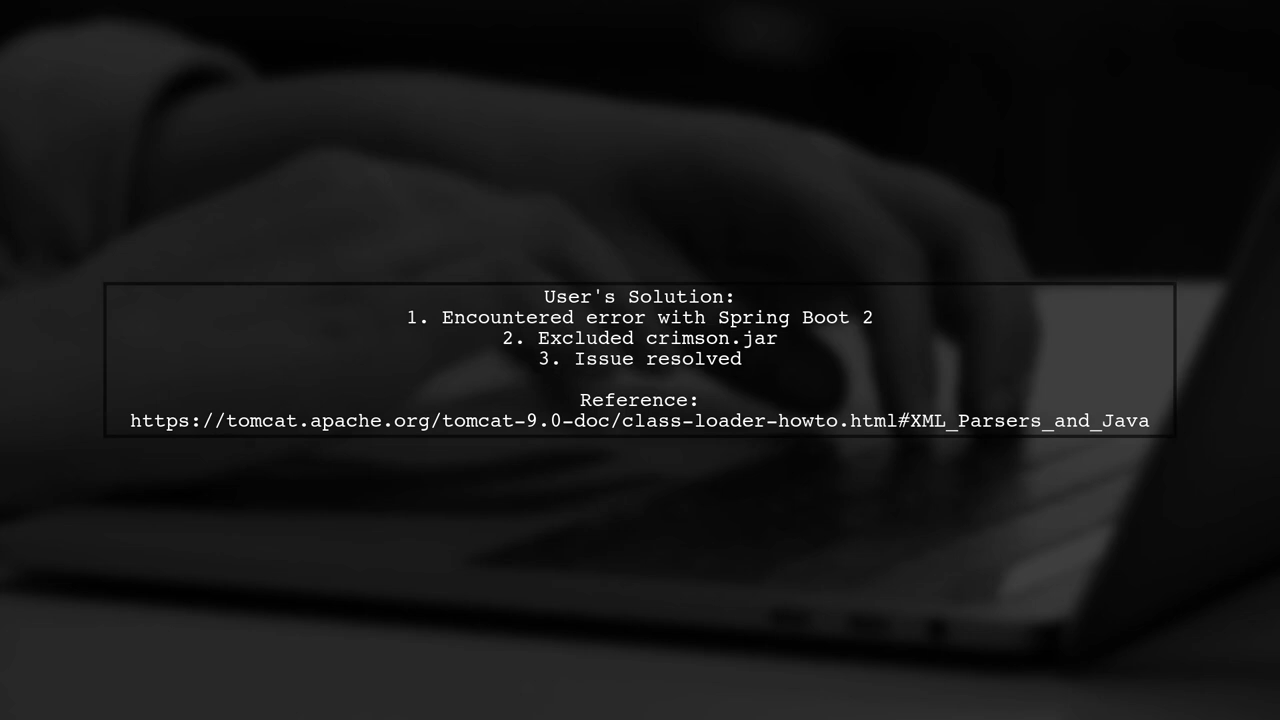 User's Solution:
1. Encountered error with Spring Boot 2
2. Excluded crimson.jar
3. Issue resolved
Reference:
https://tomcat.apache.org/tomcat-9.0-doc/class-loader-howto.html#XML_Parsers_and_Java